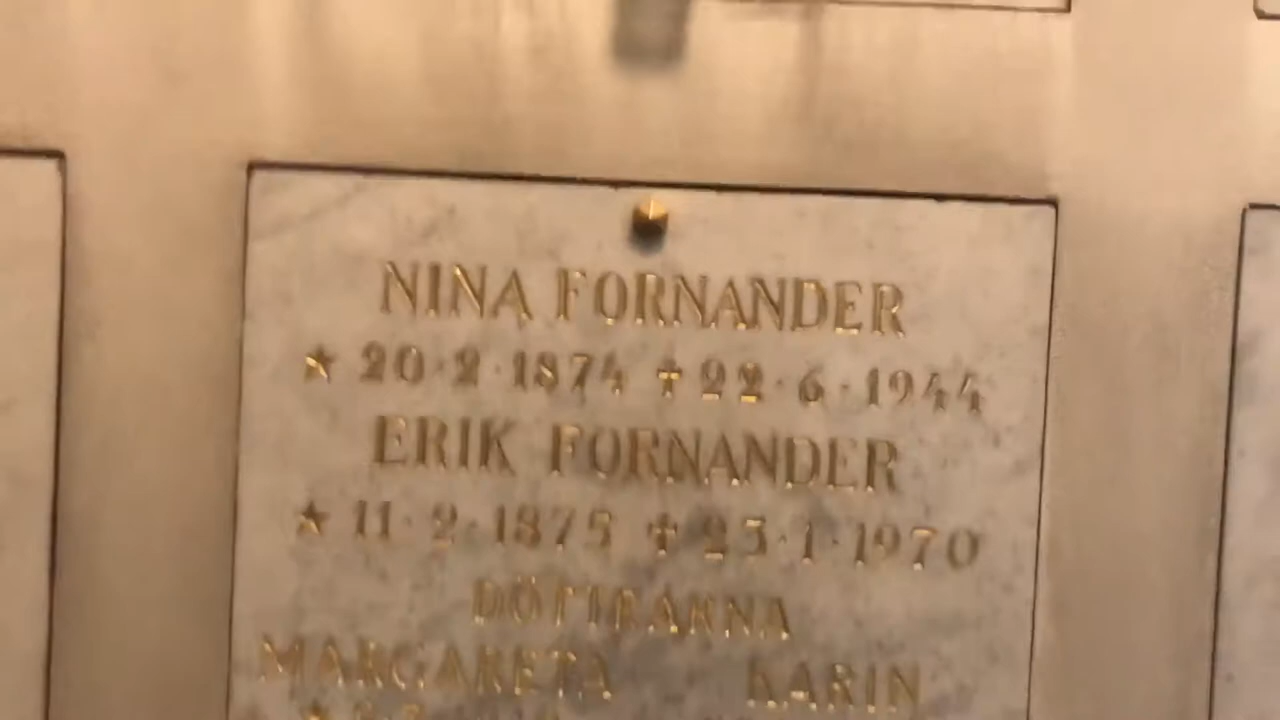 NINA FORNANDER
★ 20·2·1874 ✝ 22·6·1944
ERIK FORNANDER
★ 11·2·1875 ✝ 23·1·1970
DÖTTRARNA
MARGARETA KARIN